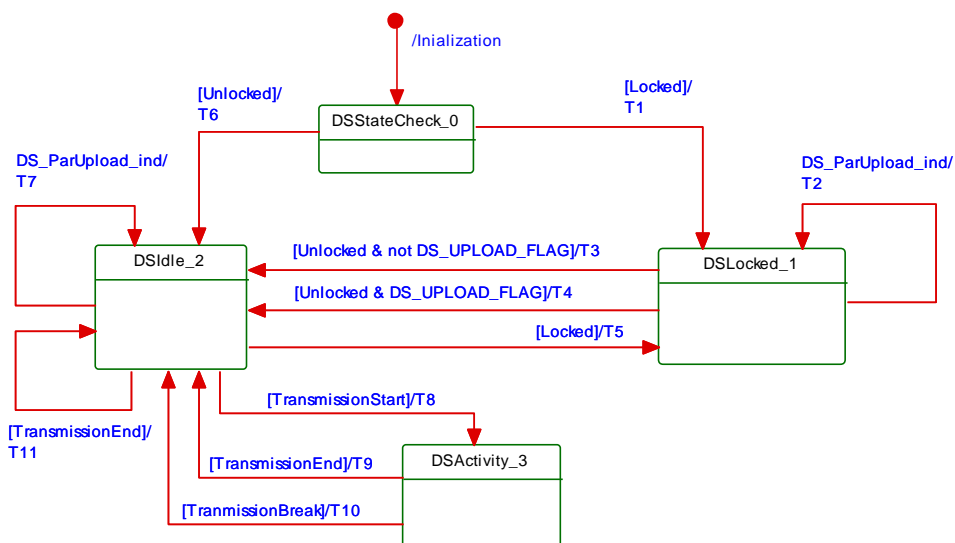 /Inialization
[Unlocked]/
T6
[Locked]/
T1
DSStateCheck_0
DS_ParUpload_ind/
T7
DS_ParUpload_ind/
T2
DSIdle_2
[Unlocked & not DS_UPLOAD_FLAG]/T3
DSLocked_1
[Unlocked & DS_UPLOAD_FLAG]/T4
[Locked]/T5
[TransmissionStart]/T8
[TransmissionEnd]/
T11
[TransmissionEnd]/T9
DSActivity_3
[TranmissionBreak]/T10